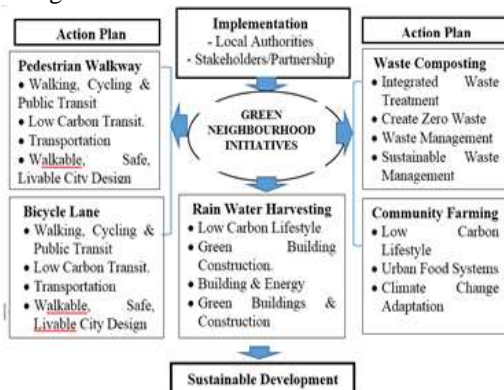 Action Plan
Pedestrian Walkway
• Walking, Cycling &
Public Transit
• Low Carbon Transit.
• Transportation
• Walkable, Safe,
Livable City Design
Bicycle Lane
• Walking, Cycling &
Public Transit
• Low Carbon Transit.
• Transportation
• Walkable, Safe,
Livable City Design
Implementation
- Local Authorities
- Stakeholders/Partnership
GREEN
NEIGHBOURHOOD
INITIATIVES
Rain Water Harvesting
• Low Carbon Lifestyle
• Green Building
Construction.
• Building & Energy
• Green Buildings &
Construction
Sustainable Development
Action Plan
Waste Composting
• Integrated Waste
Treatment
• Create Zero Waste
• Waste Management
• Sustainable Waste
Management
Community Farming
• Low Carbon
Lifestyle
• Urban Food Systems
• Climate Change
Adaptation